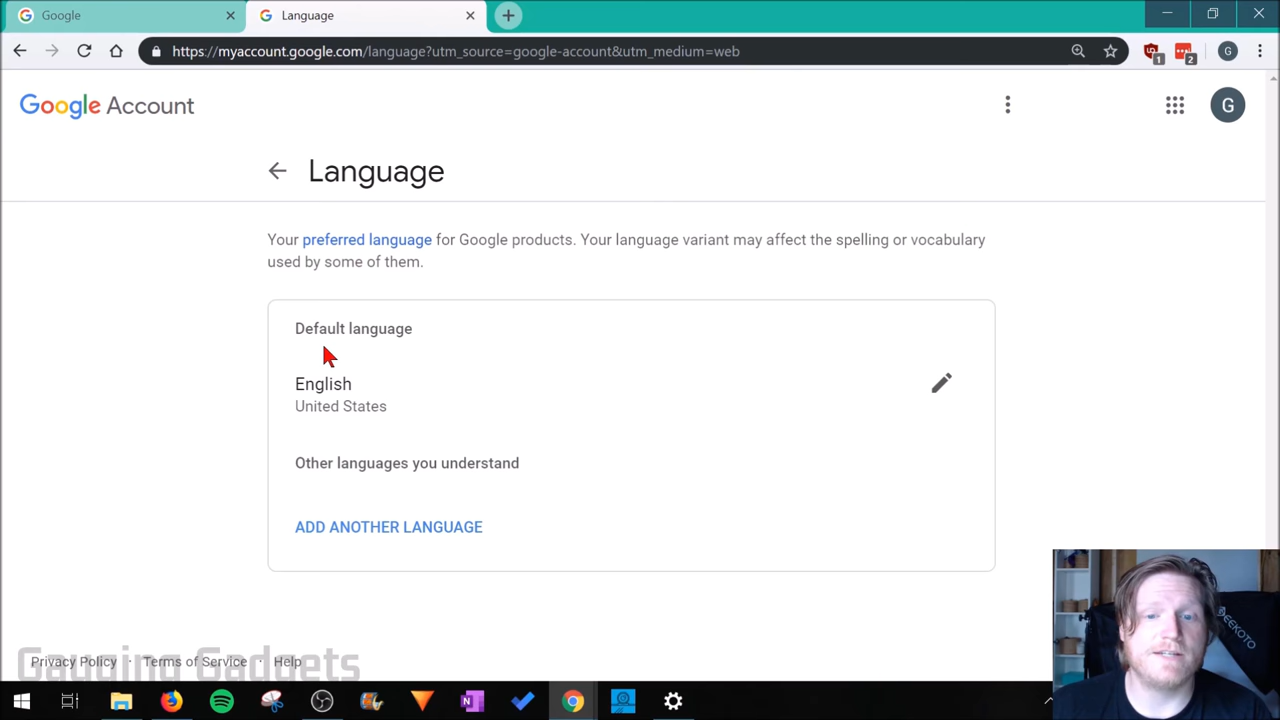 Google
Language
https://myaccount.google.com/language?utm_source=google-account&utm_medium=web
1
2
G
Google Account
G
Language
Your preferred language for Google products. Your language variant may affect the spelling or vocabulary
used by some of them.
Default language
English
United States
Other languages you understand
ADD ANOTHER LANGUAGE
Privacy Policy · Terms of Service · Help
Gauging Gadgets